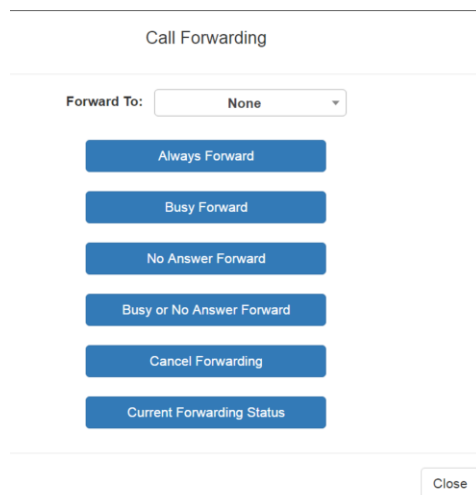 Call Forwarding
Forward To: None
Always Forward
Busy Forward
No Answer Forward
Busy or No Answer Forward
Cancel Forwarding
Current Forwarding Status
Close